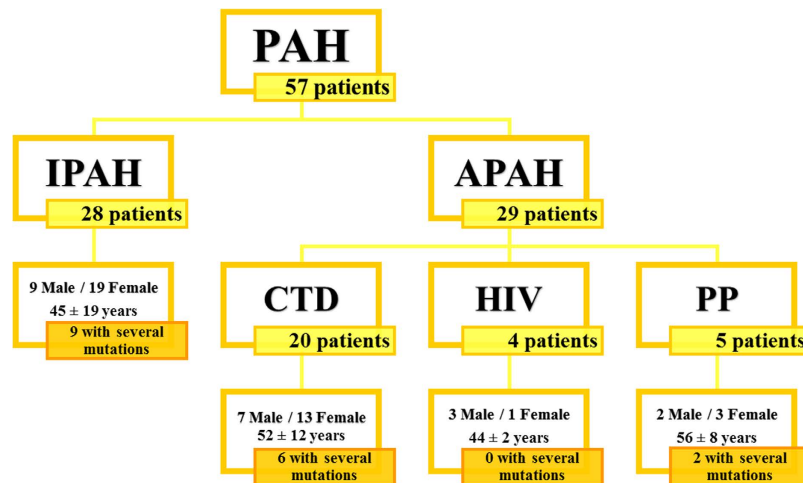 PAH
57 patients
IPAH
28 patients
APAH
29 patients
9 Male / 19 Female
45 ± 19 years
9 with several
mutations
CTD
20 patients
HIV
4 patients
PP
5 patients
7 Male / 13 Female
52 ± 12 years
6 with several
mutations
3 Male / 1 Female
44 ± 2 years
0 with several
mutations
2 Male / 3 Female
56 ± 8 years
2 with several
mutations